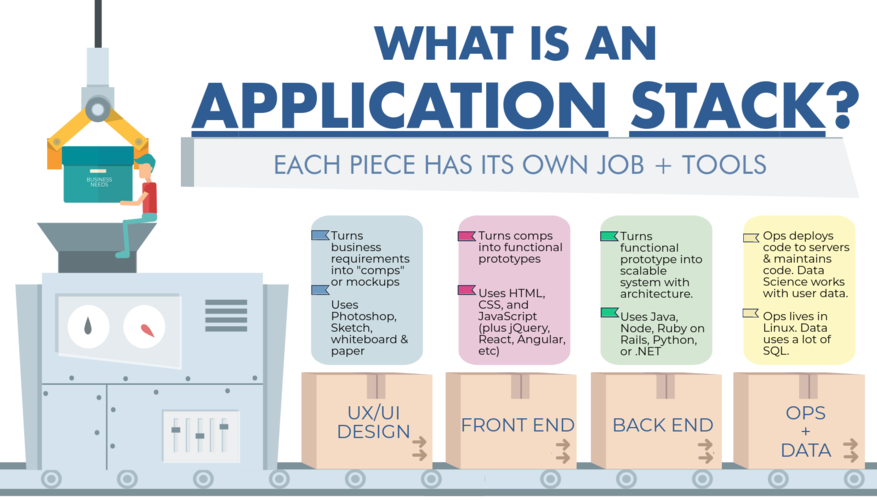 WHAT IS AN
APPLICATION STACK?
EACH PIECE HAS ITS OWN JOB + TOOLS
BUSINESS
NEEDS
Turns
business
requirements
into "comps"
or mockups
Uses
Photoshop,
Sketch,
whiteboard &
paper
Turns comps
into functional
prototypes
Uses HTML,
CSS, and
JavaScript
(plus jQuery,
React, Angular,
etc)
Turns
functional
prototype into
scalable
system with
architecture.
Uses Java,
Node, Ruby on
Rails, Python,
or .NET
Ops deploys
code to servers
& maintains
code. Data
Science works
with user data.
Ops lives in
Linux. Data
uses a lot of
SQL.
UX/UI
DESIGN
FRONT END
BACK END
OPS
+
DATA